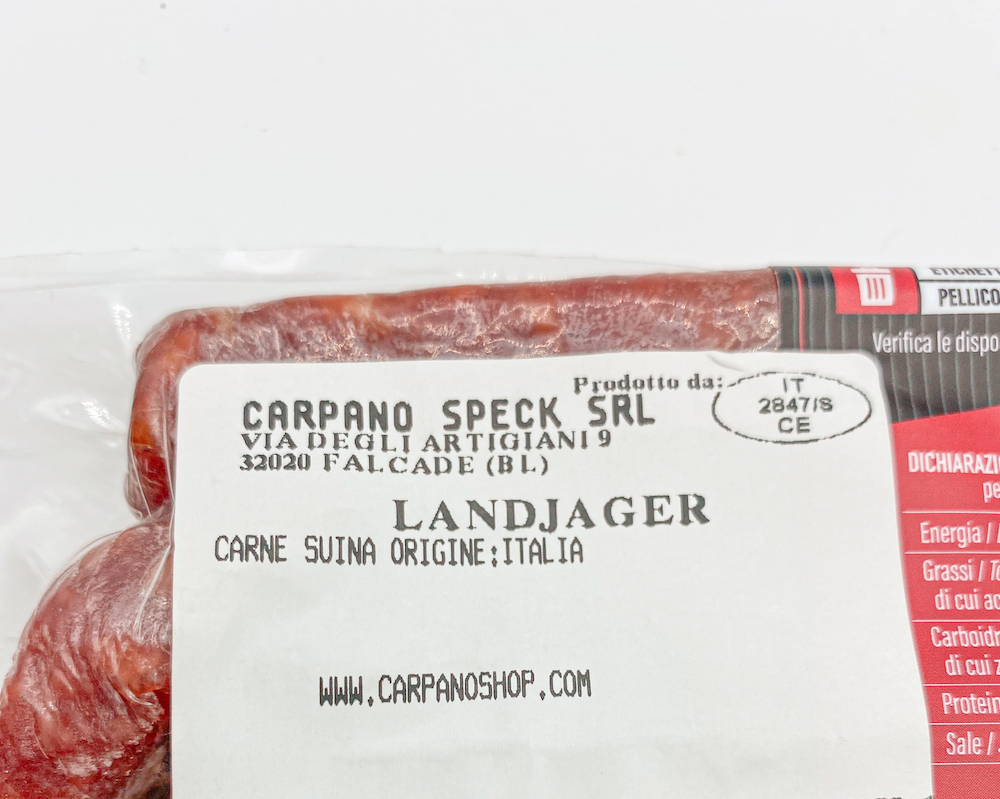 Prodotto da:
CARPANO SPECK SRL
VIA DEGLI ARTIGIANI 9
32020 FALCADE (BL)
IT
2847/S
CE
LANDJAGER
CARNE SUINA ORIGINE:ITALIA
WWW.CARPANOSHOP.COM
PELLICO
Verifica le dispo
DICHIARAZI
pe
Energia /
Grassi /
di cui
Carboid
di cui
Protein
Sale /